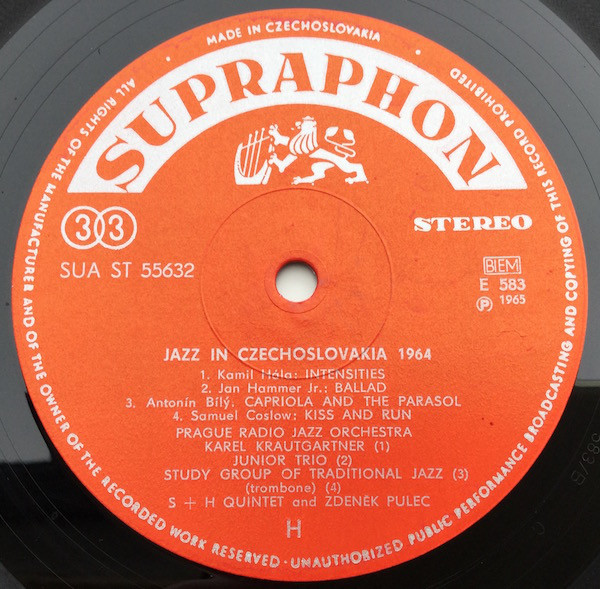 MADE IN CZECHOSLOVAKIA
ALL RIGHTS OF THE MANUFACTURER AND OF THE OWNER OF THE RECORDED WORK RESERVED · UNAUTHORIZED PUBLIC PERFORMANCE BROADCASTING AND COPYING OF THIS RECORD PROHIBITED
SUPRAPHON
33
STEREO
SUA ST 55632
BIEM
E 583
Ⓟ 1965
JAZZ IN CZECHOSLOVAKIA 1964
1. Kamil Hála: INTENSITIES
2. Jan Hammer Jr.: BALLAD
3. Antonín Bílý: CAPRIOLA AND THE PARASOL
4. Samuel Coslow: KISS AND RUN
PRAGUE RADIO JAZZ ORCHESTRA
KAREL KRAUTGARTNER (1)
JUNIOR TRIO (2)
STUDY GROUP OF TRADITIONAL JAZZ (3)
(trombone) (4)
S + H QUINTET and ZDENĚK PULEC
H